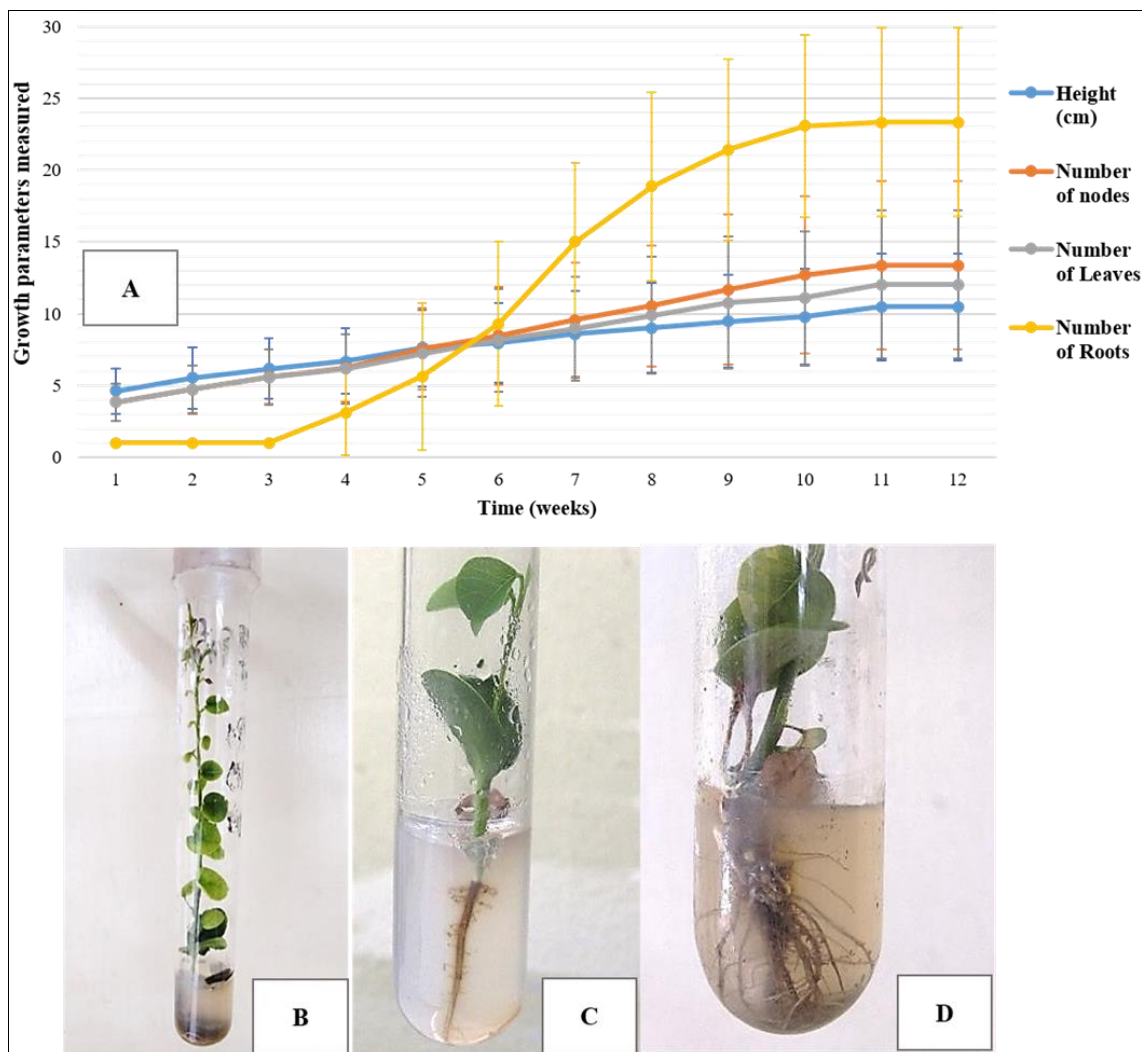 30
25
20
15
10
5
0
Growth parameters measured
A
1 2 3 4 5 6 7 8 9 10 11 12
Time (weeks)
Height
(cm)
Number
of nodes
Number
of Leaves
Number
of Roots
B
C
D